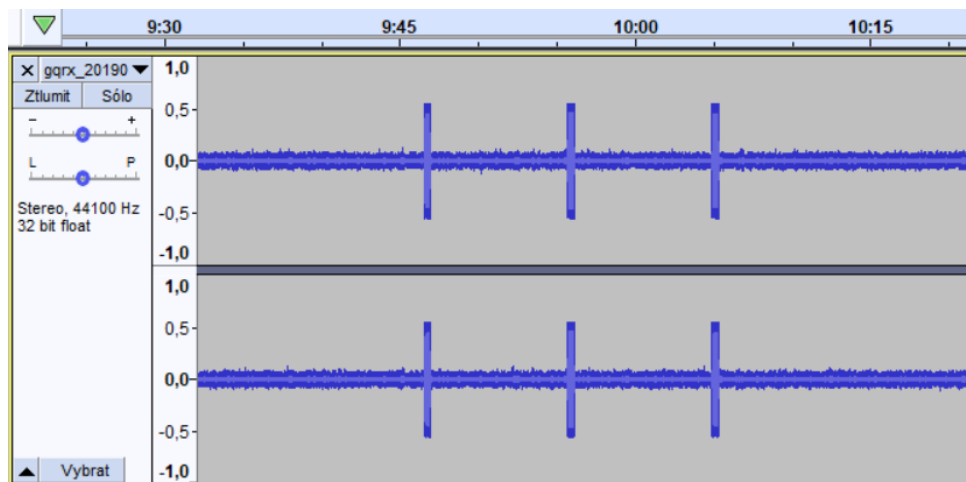 9:30 9:45 10:00 10:15
gqrx_20190
Ztlumit Sólo
- +
L P
Stereo, 44100 Hz
32 bit float
Vybrat
1,0
0,5-
0,0-
-0,5-
-1,0
1,0
0,5-
0,0-
-0,5-
-1,0